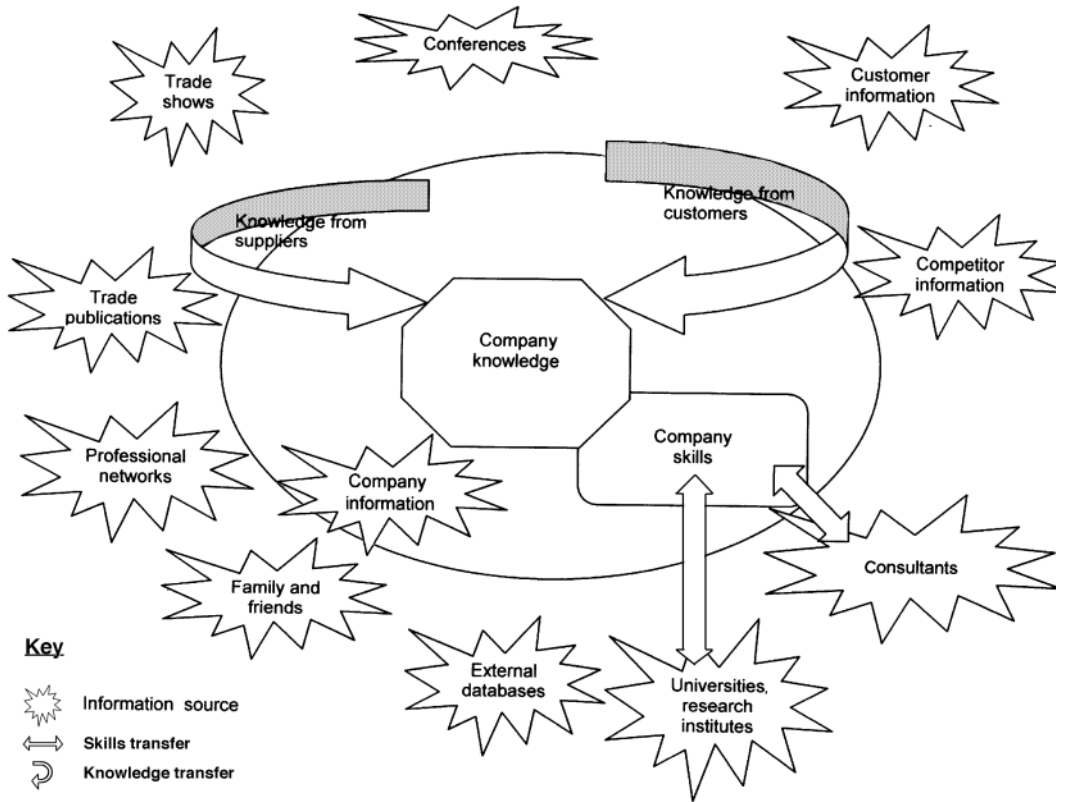 Conferences
Trade
shows
Customer
information
Knowledge from
suppliers
Knowledge from
customers
Trade
publications
Competitor
information
Company
knowledge
Professional
networks
Company
information
Company
skills
Family and
friends
Consultants
External
databases
Universities,
research
institutes
Key
Information source
Skills transfer
Knowledge transfer